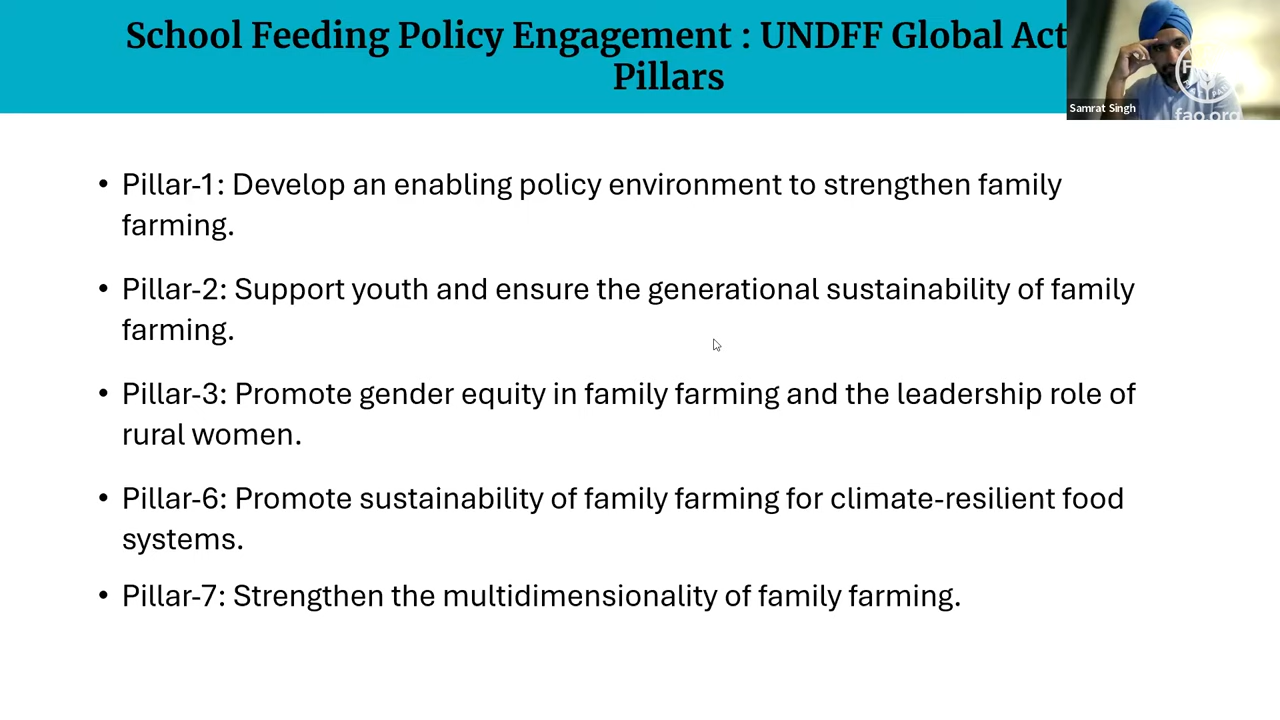 School Feeding Policy Engagement : UNDFF Global Act
Pillars
Samrat Singh
fao.org
• Pillar-1: Develop an enabling policy environment to strengthen family
farming.
• Pillar-2: Support youth and ensure the generational sustainability of family
farming.
• Pillar-3: Promote gender equity in family farming and the leadership role of
rural women.
• Pillar-6: Promote sustainability of family farming for climate-resilient food
systems.
• Pillar-7: Strengthen the multidimensionality of family farming.